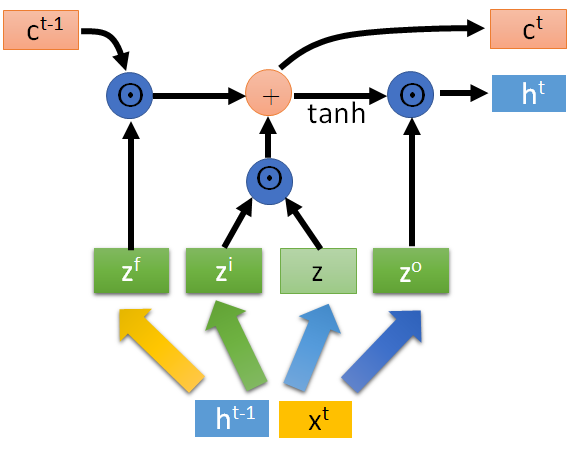 c^t-1
c^t
+
tanh
h^t
z^f
z^i
z
z^o
h^t-1
x^t